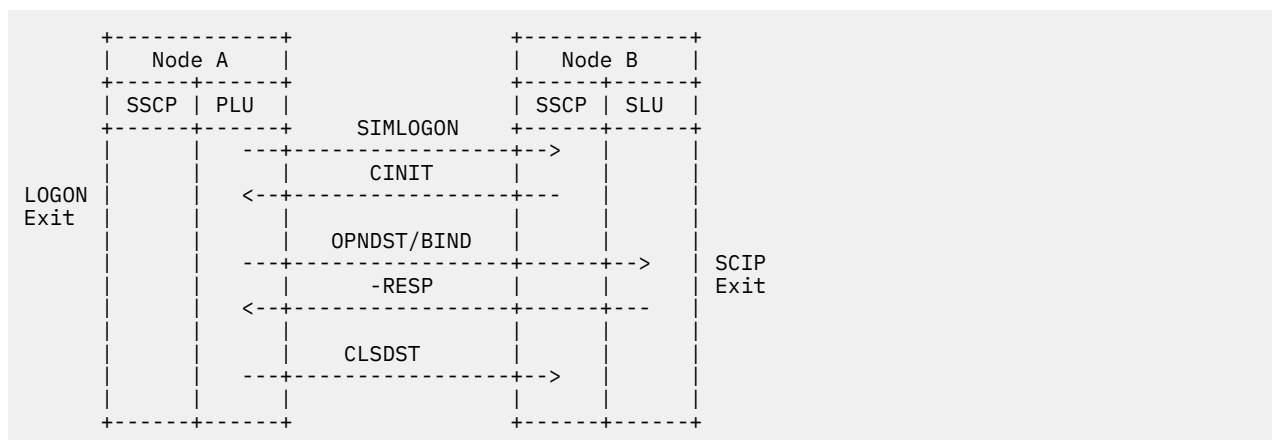 Node A Node B
SSCP PLU SSCP SLU
SIMLOGON
CINIT
LOGON
Exit
OPNDST/BIND
SCIP
-RESP Exit
CLSDST